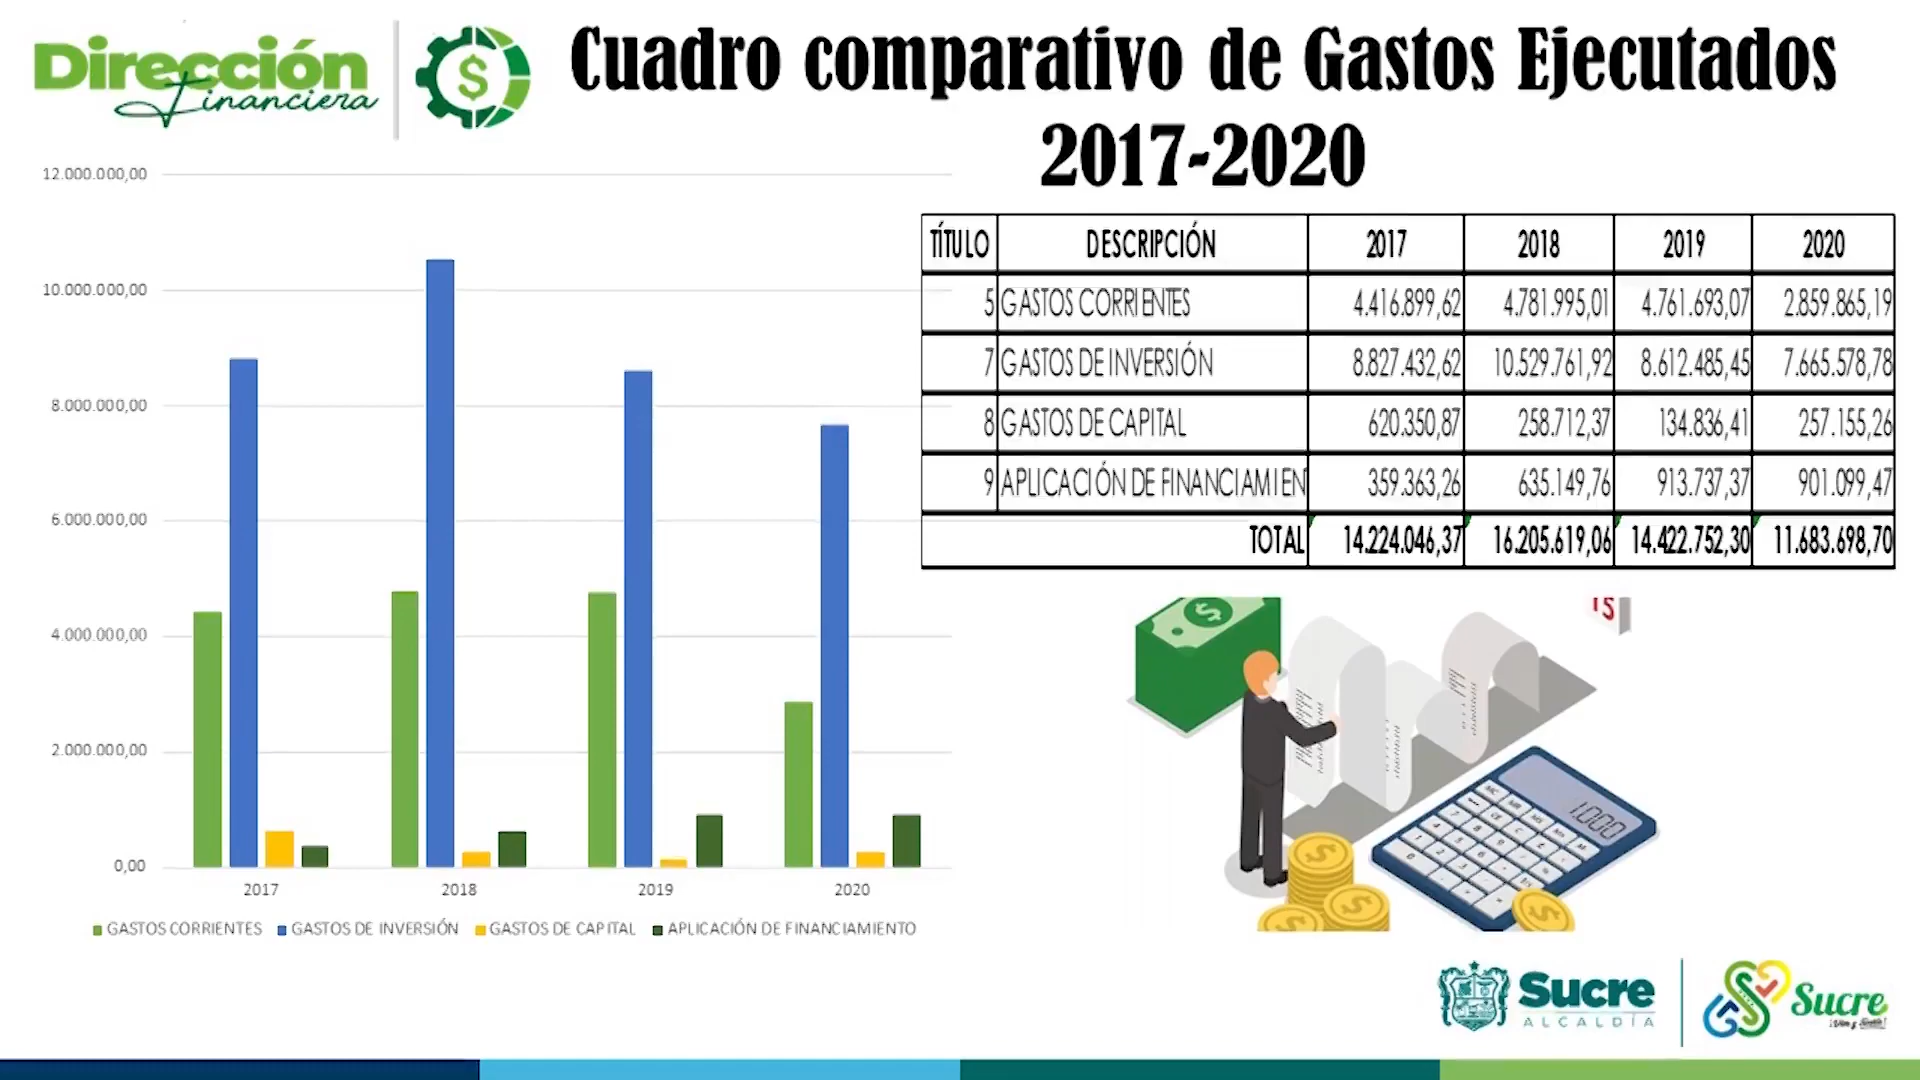 Dirección
Financiera
$
Cuadro comparativo de Gastos Ejecutados
2017-2020
12.000.000,00
10.000.000,00
8.000.000,00
6.000.000,00
4.000.000,00
2.000.000,00
0,00
2017 2018 2019 2020
GASTOS CORRIENTES GASTOS DE INVERSIÓN GASTOS DE CAPITAL APLICACIÓN DE FINANCIAMIENTO
TÍTULO DESCRIPCIÓN 2017 2018 2019 2020
5 GASTOS CORRIENTES 4.416.899,62 4.781.995,01 4.761.693,07 2.859.865,19
7 GASTOS DE INVERSIÓN 8.827.432,62 10.529.761,92 8.612.485,45 7.665.578,78
8 GASTOS DE CAPITAL 620.350,87 258.712,37 134.836,41 257.155,26
9 APLICACIÓN DE FINANCIAMIEN 359.363,26 635.149,76 913.737,37 901.099,47
TOTAL 14.224.046,37 16.205.619,06 14.422.752,30 11.683.698,70
15
1.000
Sucre
ALCALDÍA
Sucre